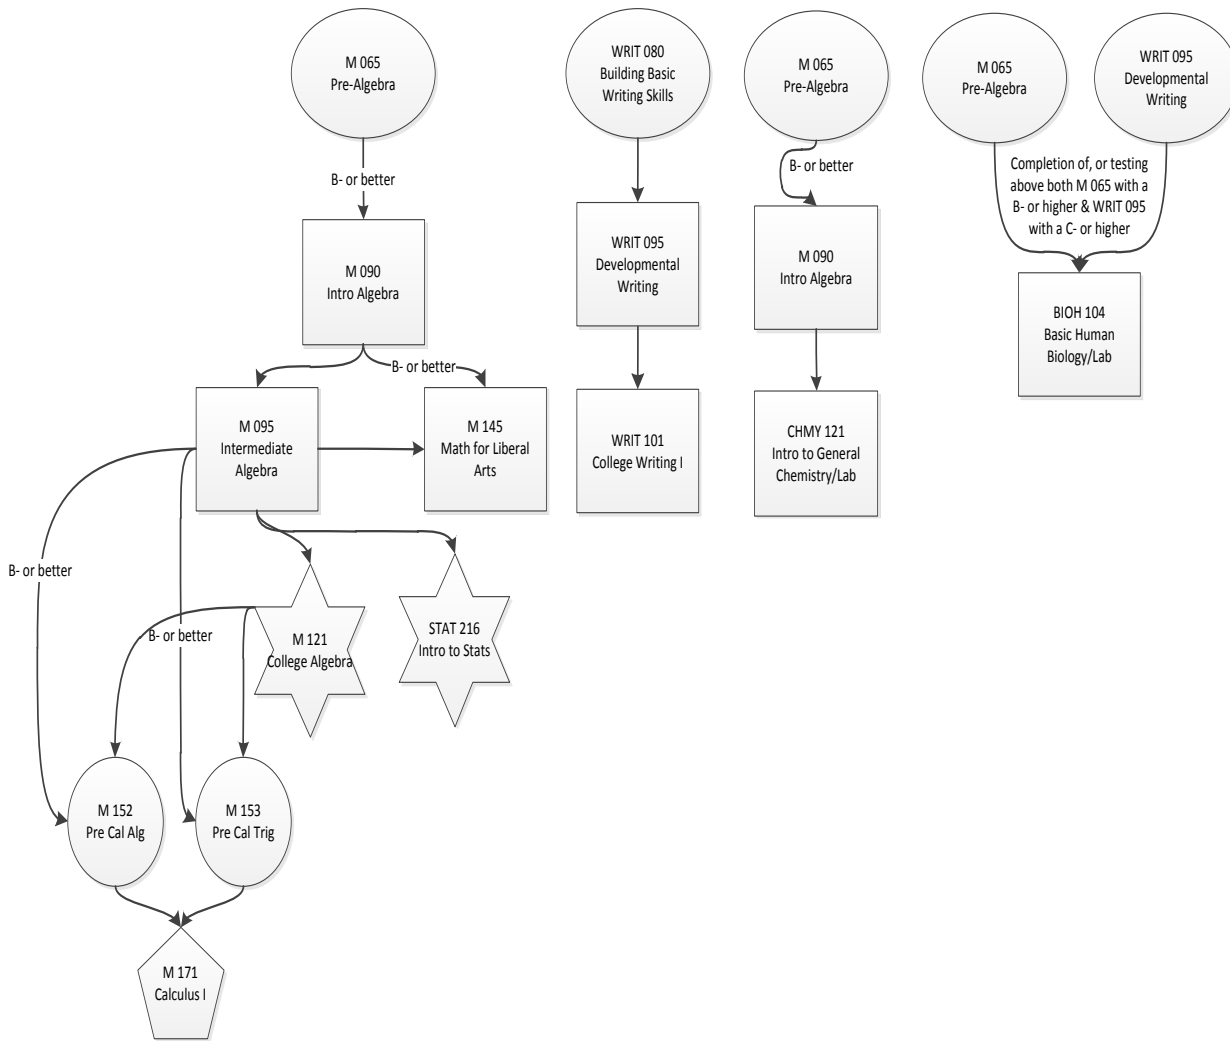 M 065
Pre-Algebra
WRIT 080
Building Basic
Writing Skills
M 065
Pre-Algebra
M 065
Pre-Algebra
WRIT 095
Developmental
Writing
B- or better
B- or better
Completion of, or testing
above both M 065 with a
B- or higher & WRIT 095
with a C- or higher
M 090
Intro Algebra
WRIT 095
Developmental
Writing
M 090
Intro Algebra
BIOH 104
Basic Human
Biology/Lab
B- or better
M 095
Intermediate
Algebra
M 145
Math for Liberal
Arts
WRIT 101
College Writing I
CHMY 121
Intro to General
Chemistry/Lab
B- or better
B- or better
M 121
College Algebra
STAT 216
Intro to Stats
M 152
Pre Cal Alg
M 153
Pre Cal Trig
M 171
Calculus I